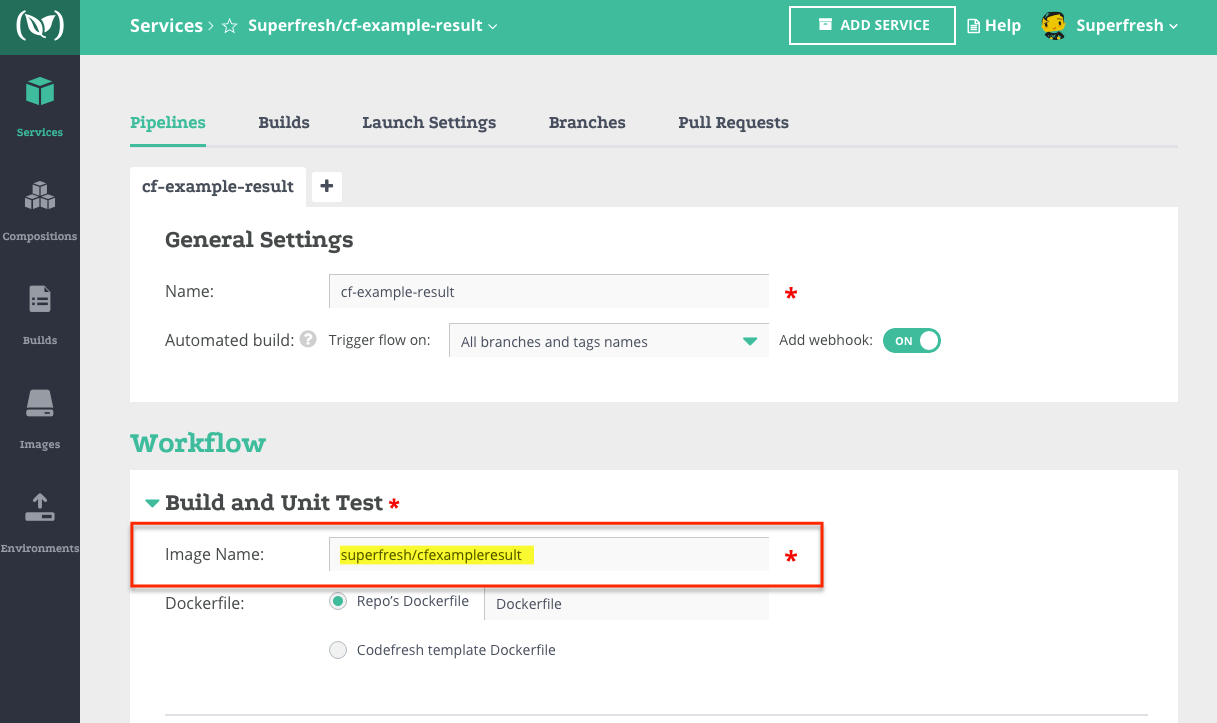 Services > ☆ Superfresh/cf-example-result
ADD SERVICE
Help
Superfresh
Services
Compositions
Builds
Images
Environments
Pipelines Builds Launch Settings Branches Pull Requests
cf-example-result +
General Settings
Name: cf-example-result *
Automated build: ? Trigger flow on: All branches and tags names Add webhook: ON
Workflow
Build and Unit Test *
Image Name: superfresh/cfexampleresult *
Dockerfile: Repo’s Dockerfile Dockerfile
Codefresh template Dockerfile